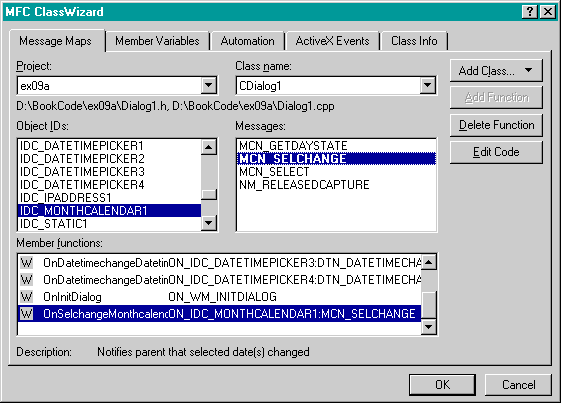 MFC ClassWizard
Message Maps Member Variables Automation ActiveX Events Class Info
Project: Class name:
ex09a CDialog1
Add Class...
D:\BookCode\ex09a\Dialog1.h, D:\BookCode\ex09a\Dialog1.cpp
Add Function
Object IDs: Messages:
Delete Function
Edit Code
IDC_DATETIMEPICKER1
IDC_DATETIMEPICKER2
IDC_DATETIMEPICKER3
IDC_DATETIMEPICKER4
IDC_IPADDRESS1
IDC_MONTHCALENDAR1
IDC_STATIC1
MCN_GETDAYSTATE
MCN_SELCHANGE
MCN_SELECT
NM_RELEASEDCAPTURE
Member functions:
W OnDatetimechangeDatetin ON_IDC_DATETIMEPICKER3:DTN_DATETIMECHA
W OnDatetimechangeDatetin ON_IDC_DATETIMEPICKER4:DTN_DATETIMECHA
W OnInitDialog ON_WM_INITDIALOG
W OnSelchangeMonthcalend ON_IDC_MONTHCALENDAR1:MCN_SELCHANGE
Description: Notifies parent that selected date(s) changed
OK Cancel